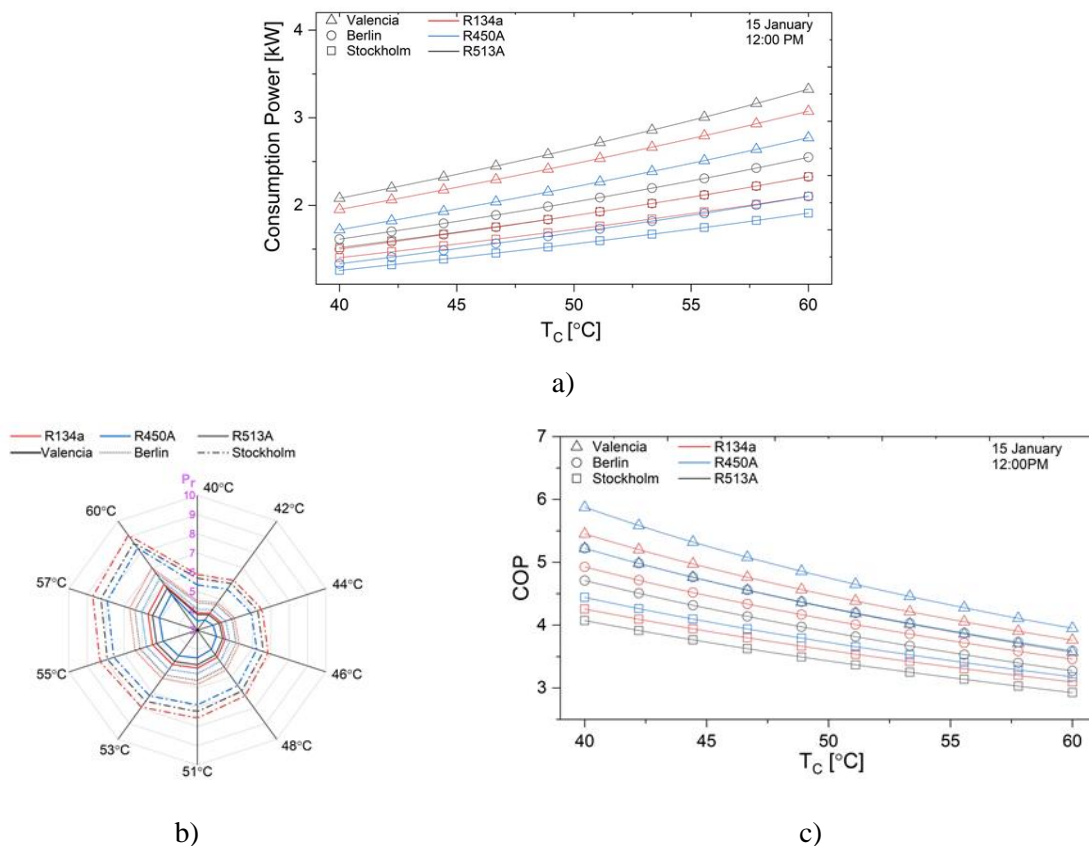 △ Valencia — R134a
○ Berlin — R450A
□ Stockholm — R513A
15 January
12:00 PM
Consumption Power [kW]
4
3
2
40 45 50 55 60
T_C [°C]
a)
R134a R450A R513A
Valencia Berlin Stockholm
P_r
10
9
8
7
6
5
40°C
42°C
44°C
46°C
48°C
51°C
53°C
55°C
57°C
60°C
b)
△ Valencia — R134a
○ Berlin — R450A
□ Stockholm — R513A
15 January
12:00PM
COP
7
6
5
4
3
40 45 50 55 60
T_C [°C]
c)